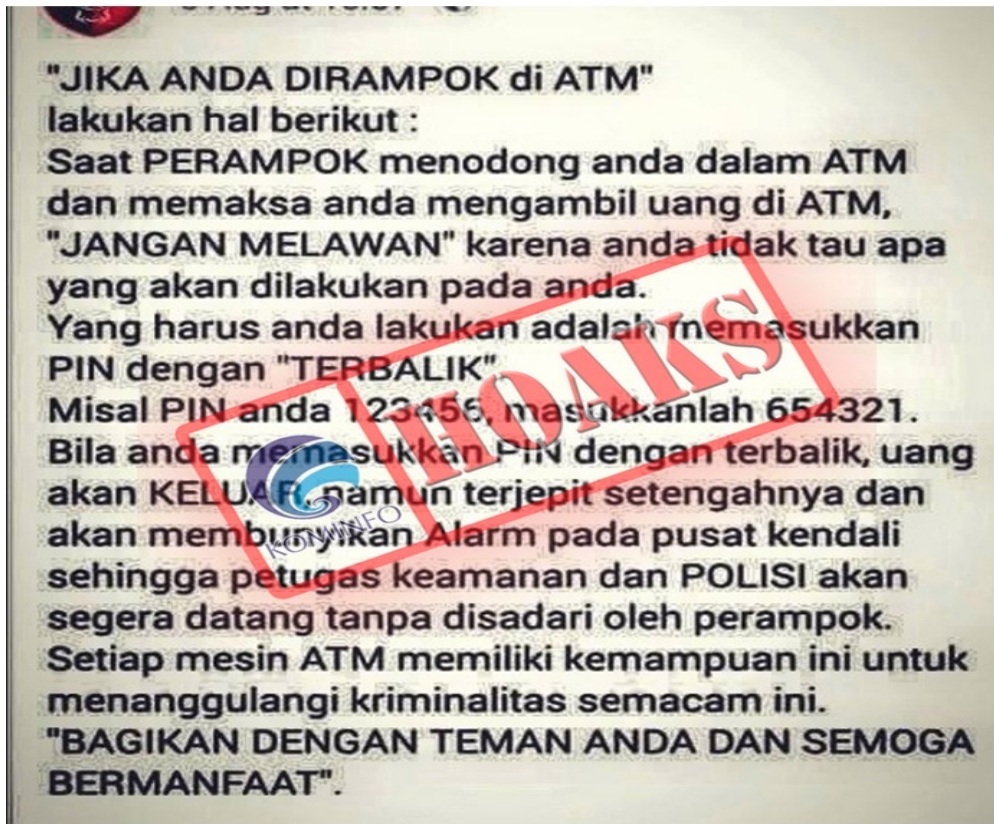 "JIKA ANDA DIRAMPOK di ATM"
lakukan hal berikut :
Saat PERAMPOK menodong anda dalam ATM
dan memaksa anda mengambil uang di ATM,
"JANGAN MELAWAN" karena anda tidak tau apa
yang akan dilakukan pada anda.
Yang harus anda lakukan adalah memasukkan
PIN dengan "TERBALIK"
Misal PIN anda 123456, masukkanlah 654321.
Bila anda memasukkan PIN dengan terbalik, uang
akan KELUAR, namun terjepit setengahnya dan
akan membunyikan Alarm pada pusat kendali
sehingga petugas keamanan dan POLISI akan
segera datang tanpa disadari oleh perampok.
Setiap mesin ATM memiliki kemampuan ini untuk
menanggulangi kriminalitas semacam ini.
"BAGIKAN DENGAN TEMAN ANDA DAN SEMOGA
BERMANFAAT".
HOAKS
KOMINFO